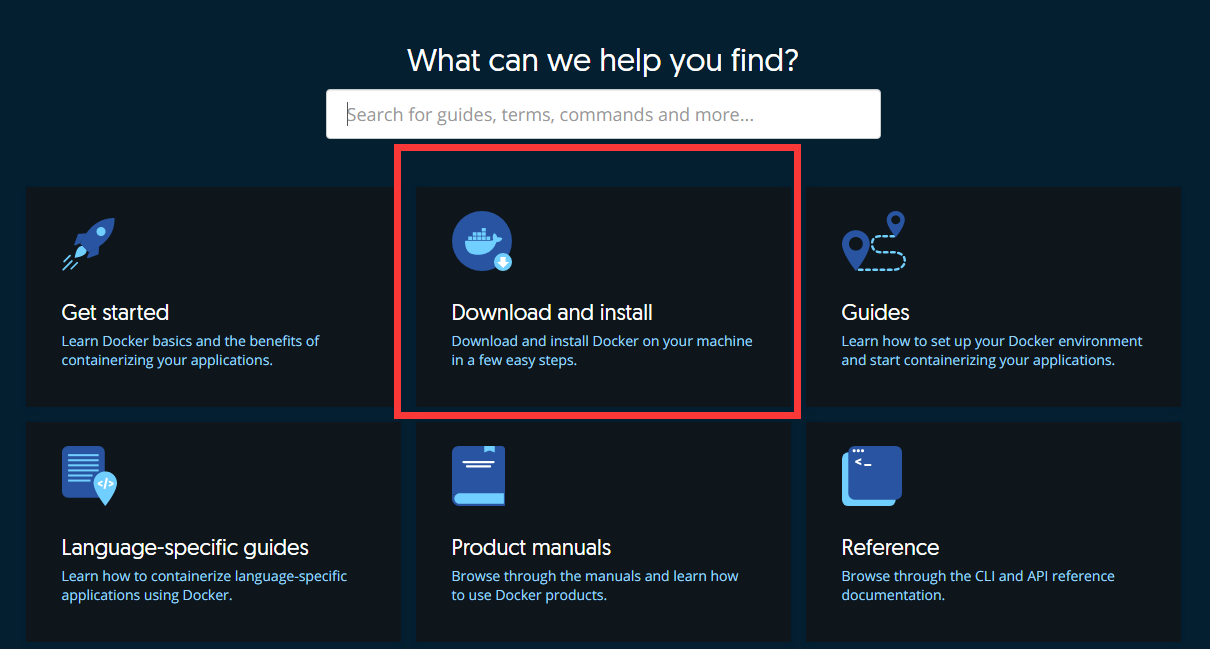 What can we help you find?
Search for guides, terms, commands and more...
Get started
Learn Docker basics and the benefits of
containerizing your applications.
Download and install
Download and install Docker on your machine
in a few easy steps.
Guides
Learn how to set up your Docker environment
and start containerizing your applications.
Language-specific guides
Learn how to containerize language-specific
applications using Docker.
Product manuals
Browse through the manuals and learn how
to use Docker products.
Reference
Browse through the CLI and API reference
documentation.